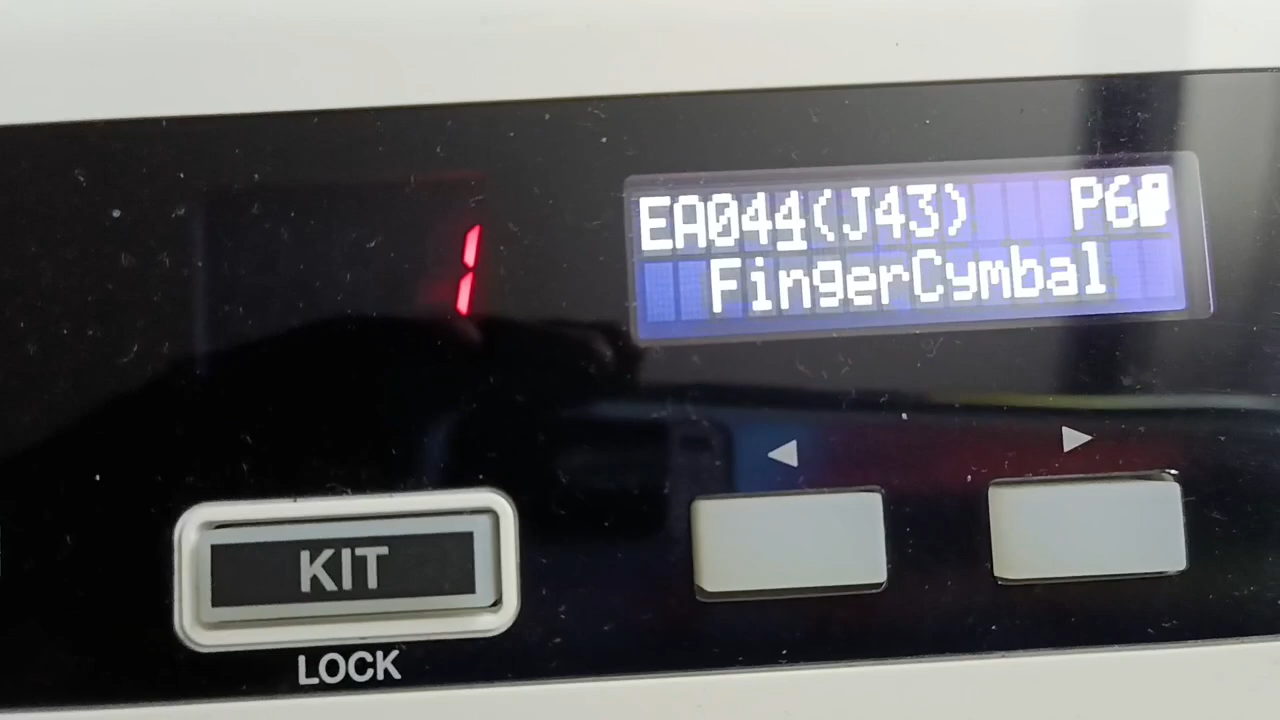 EA044(J43) P6
FingerCymbal
1
◀ ▶
KIT
LOCK